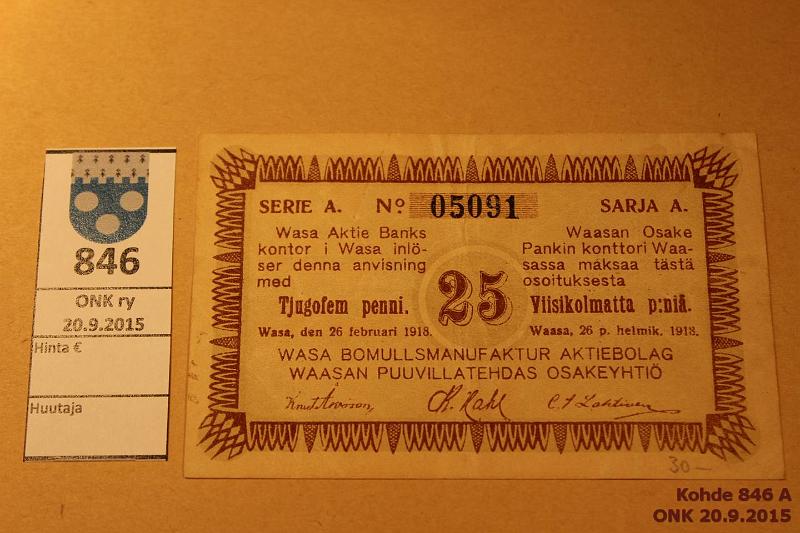 846
ONK ry
20.9.2015
Hinta €
Huutaja
SERIE A. No. 05091 SARJA A.
Wasa Aktie Banks
kontor i Wasa inlö-
ser denna anvisning
med
Tjugofem penni.
Wasa, den 26 februari 1918.
25
Waasan Osake
Pankin konttori Waa-
sassa maksaa tästä
osoituksesta
Viisikolmatta p:niä.
Waasa, 26 p. helmik. 1918.
WASA BOMULLSMANUFAKTUR AKTIEBOLAG
WAASAN PUUVILLATEHDAS OSAKEYHTIÖ
30—
Kohde 846 A
ONK 20.9.2015